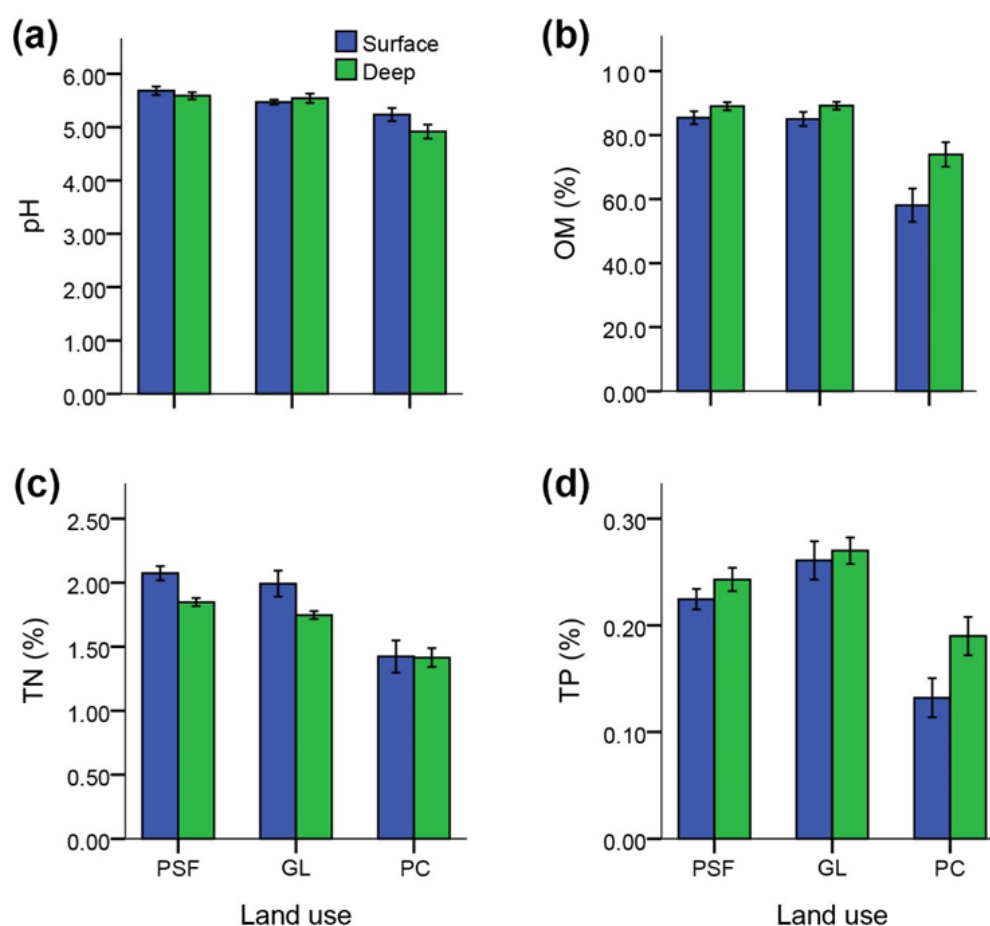 (a)
Surface
Deep
6.00
5.00
4.00
3.00
2.00
1.00
0.00
pH
(b)
100
80.0
60.0
40.0
20.0
0.00
OM (%)
(c)
2.50
2.00
1.50
1.00
0.50
0.00
TN (%)
PSF GL PC
Land use
(d)
0.30
0.20
0.10
0.00
TP (%)
PSF GL PC
Land use